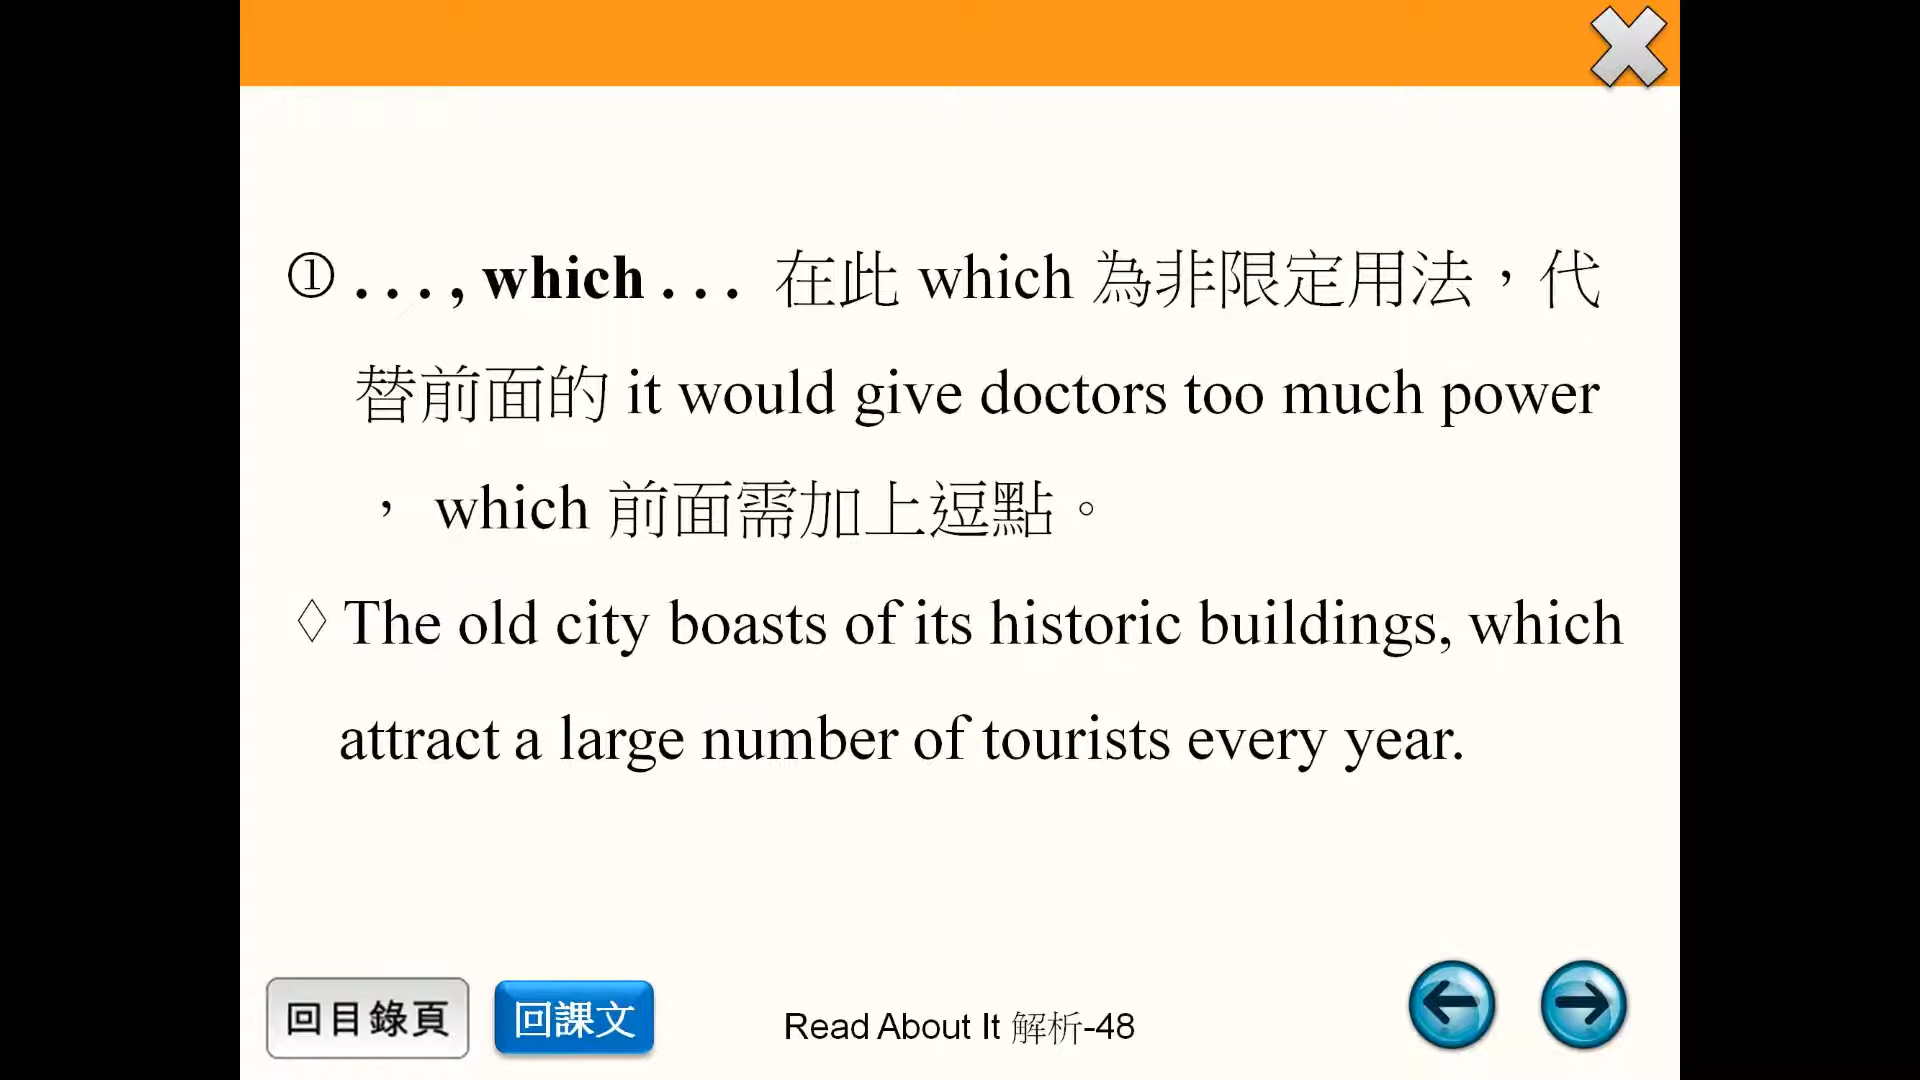 ① . . . , which . . . 在此 which 為非限定用法，代
替前面的 it would give doctors too much power
， which 前面需加上逗點。
◊ The old city boasts of its historic buildings, which
attract a large number of tourists every year.
回目錄頁
回課文
Read About It 解析-48